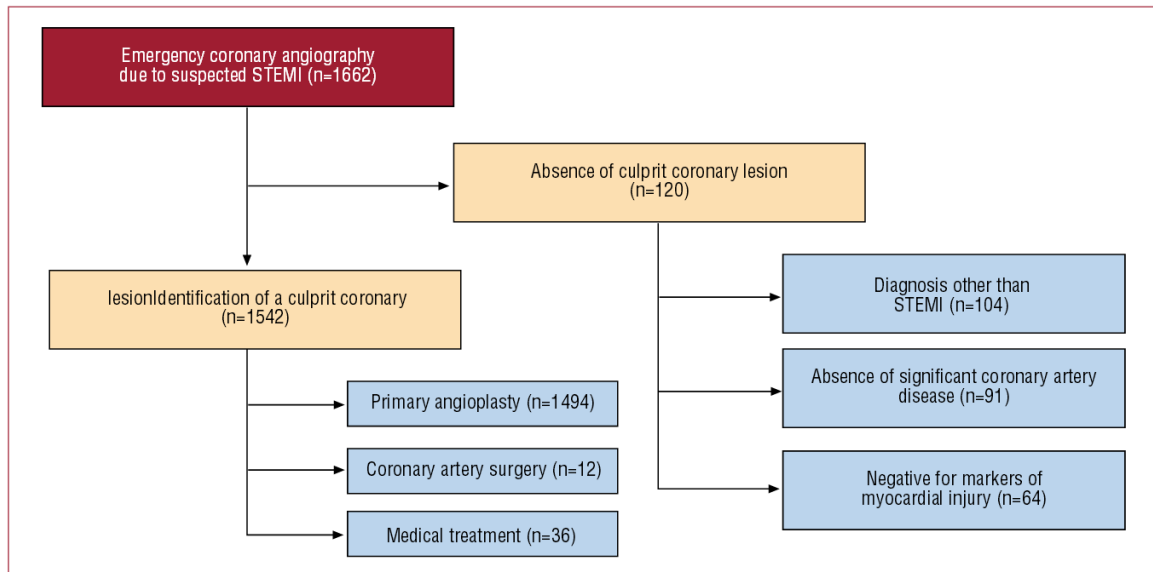 Emergency coronary angiography
due to suspected STEMI (n=1662)
Absence of culprit coronary lesion
(n=120)
lesionIdentification of a culprit coronary
(n=1542)
Diagnosis other than
STEMI (n=104)
Absence of significant coronary artery
disease (n=91)
Negative for markers of
myocardial injury (n=64)
Primary angioplasty (n=1494)
Coronary artery surgery (n=12)
Medical treatment (n=36)